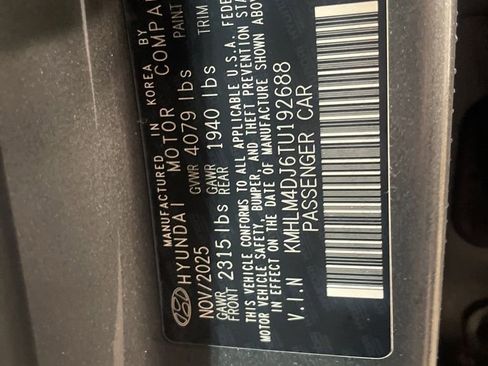 MANUFACTURED IN KOREA BY
HYUNDAI MOTOR COMPA
NOV/2025 GVWR 4079 lbs PAINT
GAWR FRONT 2315 lbs GAWR REAR 1940 lbs TRIM
THIS VEHICLE CONFORMS TO ALL APPLICABLE U.S.A. FEDE
MOTOR VEHICLE SAFETY, BUMPER, AND THEFT PREVENTION STA
IN EFFECT ON THE DATE OF MANUFACTURE SHOWN ABOV
V.I.N KMHLM4DJ6TU192688
PASSENGER CAR